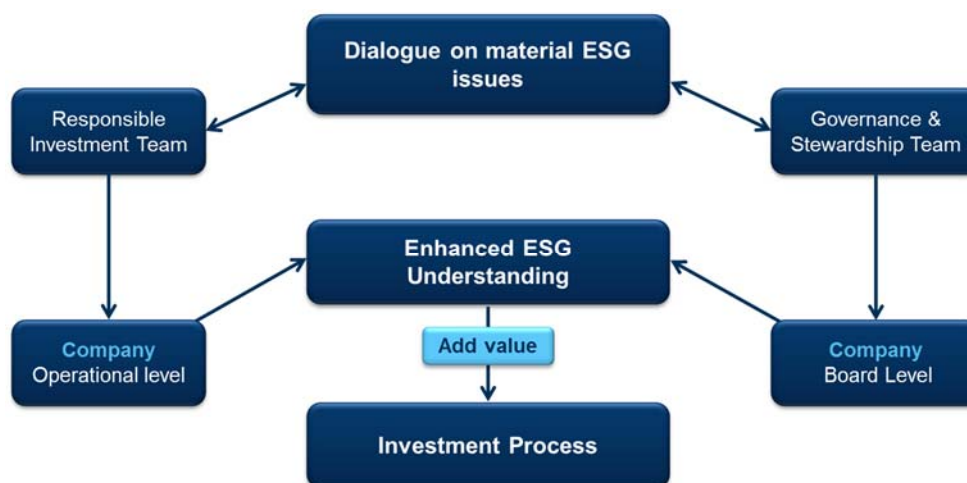 Dialogue on material ESG
issues
Responsible
Investment Team
Governance &
Stewardship Team
Enhanced ESG
Understanding
Company
Operational level
Add value
Company
Board Level
Investment Process